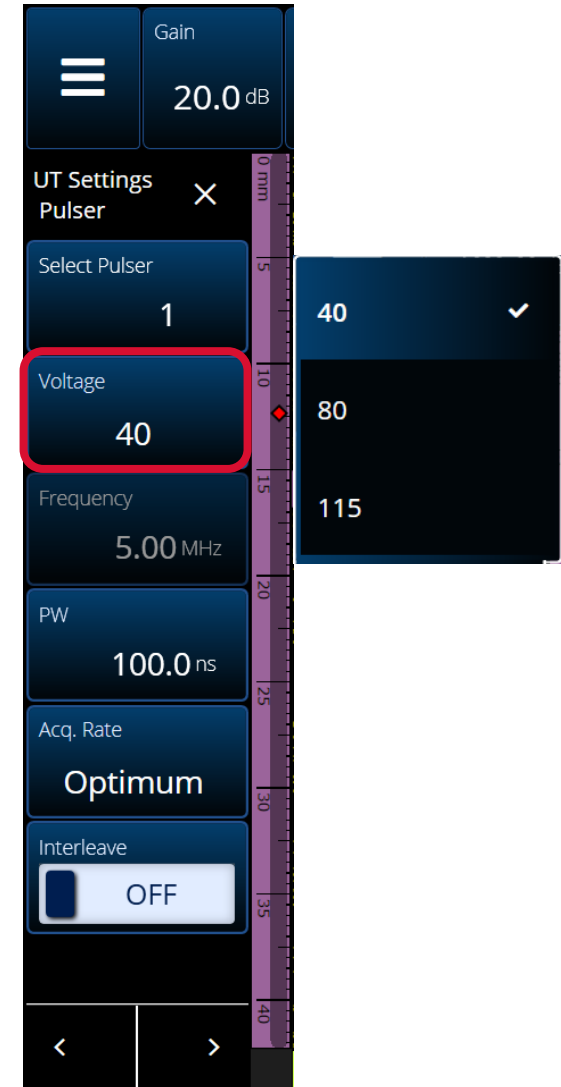 Gain
20.0 dB
UT Settings
Pulser
Select Pulser
1
Voltage
40
Frequency
5.00 MHz
PW
100.0 ns
Acq. Rate
Optimum
Interleave
OFF
0 mm
5
10
15
20
25
30
35
40
40
80
115